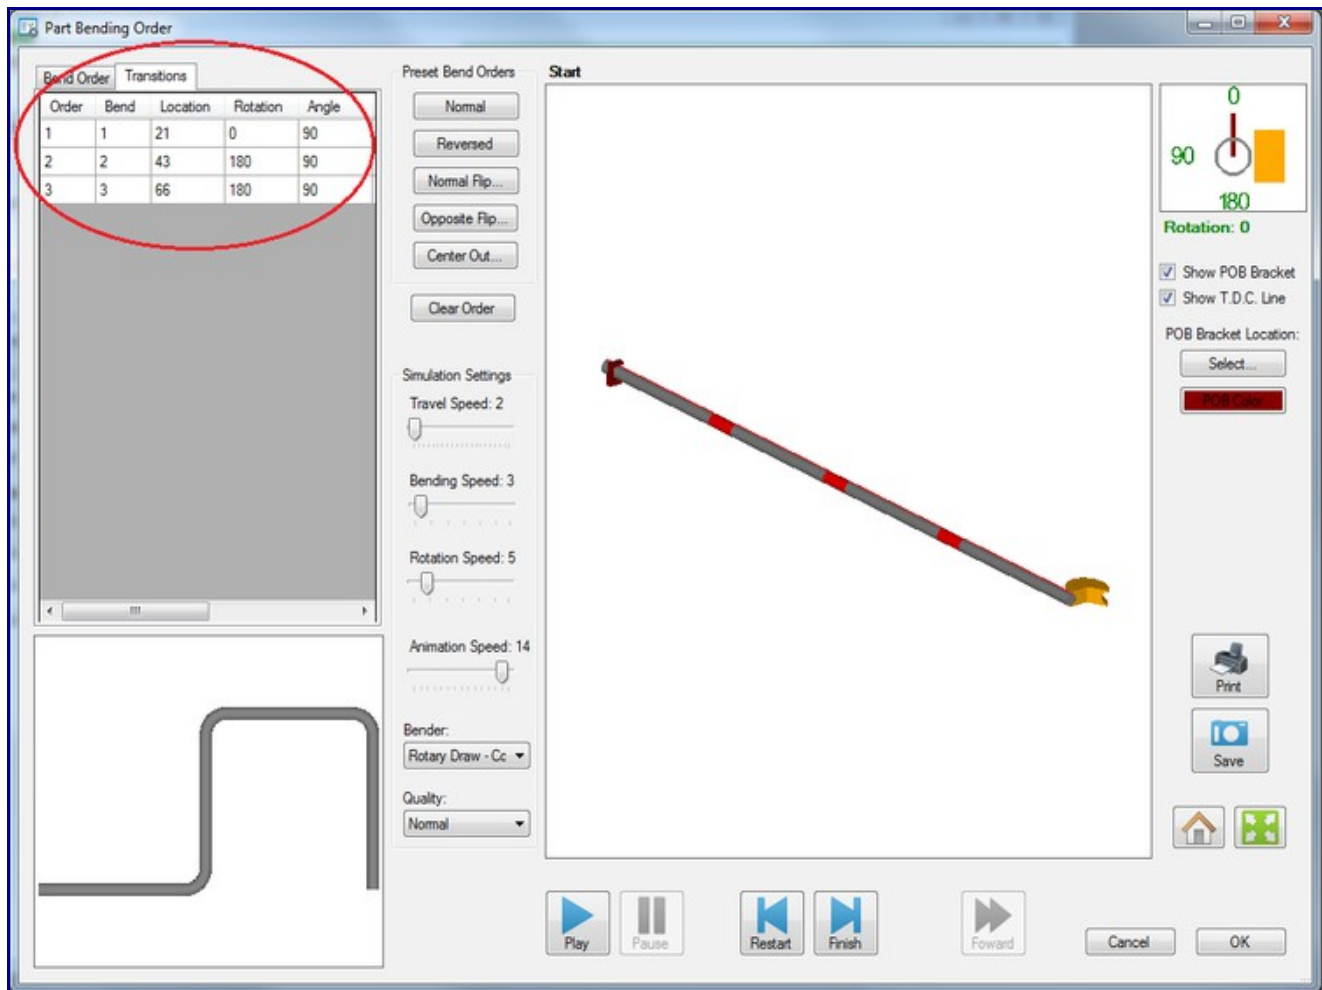 Part Bending Order
Bend Order Transitions
Order Bend Location Rotation Angle
1 1 21 0 90
2 2 43 180 90
3 3 66 180 90
Preset Bend Orders
Normal
Reversed
Normal Flip...
Opposite Flip...
Center Out...
Clear Order
Simulation Settings
Travel Speed: 2
Bending Speed: 3
Rotation Speed: 5
Animation Speed: 14
Bender:
Rotary Draw - Cc
Quality:
Normal
Start
0
90
180
Rotation: 0
Show POB Bracket
Show T.D.C. Line
POB Bracket Location:
Select...
POB Color
Print
Save
Play Pause Restart Finish Foward Cancel OK